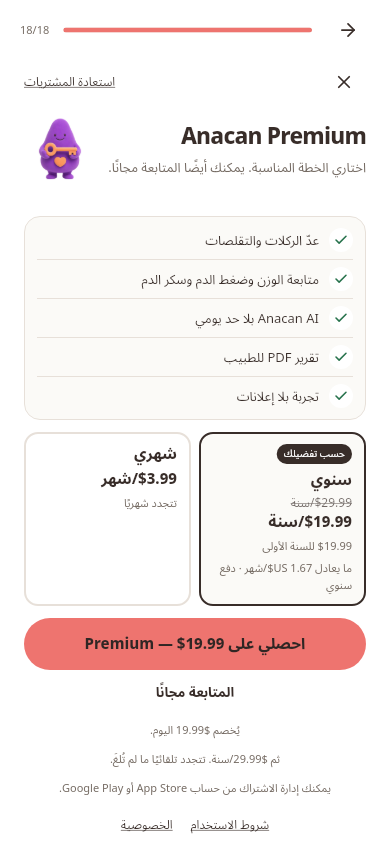 18/18
استعادة المشتريات
Anacan Premium
اختاري الخطة المناسبة. يمكنك أيضًا المتابعة مجانًا.
عدّ الركلات والتقلصات
متابعة الوزن وضغط الدم وسكر الدم
Anacan AI بلا حد يومي
تقرير PDF للطبيب
تجربة بلا إعلانات
حسب تفضيلك
سنوي
$29.99/سنة
$19.99/سنة
$19.99 للسنة الأولى
ما يعادل US 1.67$/شهر · دفع
سنوي
شهري
$3.99/شهر
تتجدد شهريًا
احصلي على Premium — $19.99
المتابعة مجانًا
يُخصم $19.99 اليوم.
ثم $29.99/سنة. تتجدد تلقائيًا ما لم تُلغَ.
يمكنك إدارة الاشتراك من حساب App Store أو Google Play.
شروط الاستخدام
الخصوصية